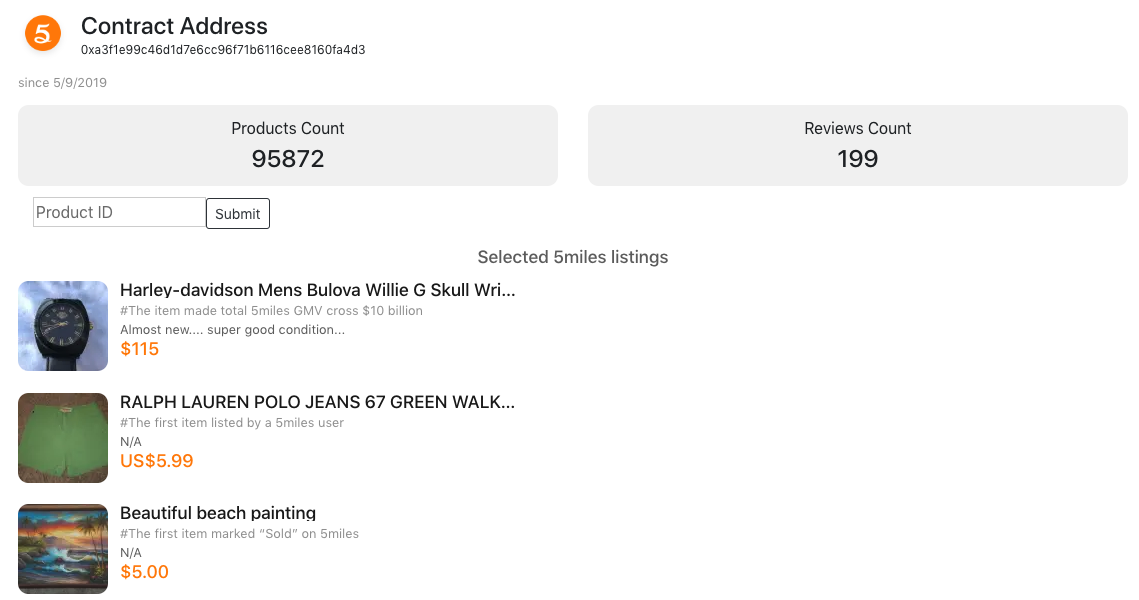 5
Contract Address
0xa3f1e99c46d1d7e6cc96f71b6116cee8160fa4d3
since 5/9/2019
Products Count
95872
Reviews Count
199
Product ID
Submit
Selected 5miles listings
Harley-davidson Mens Bulova Willie G Skull Wri...
#The item made total 5miles GMV cross $10 billion
Almost new.... super good condition...
$115
RALPH LAUREN POLO JEANS 67 GREEN WALK...
#The first item listed by a 5miles user
N/A
US$5.99
Beautiful beach painting
#The first item marked “Sold” on 5miles
N/A
$5.00